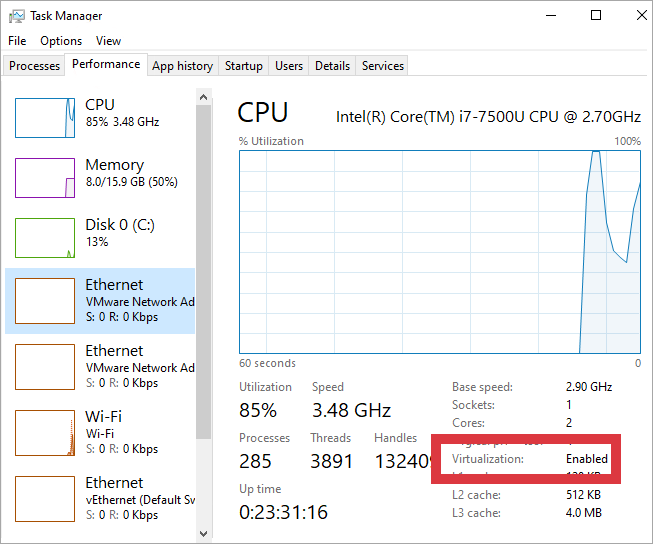 Task Manager
File Options View
Processes Performance App history Startup Users Details Services
CPU
85% 3.48 GHz
Memory
8.0/15.9 GB (50%)
Disk 0 (C:)
13%
Ethernet
VMware Network Ad
S: 0 R: 0 Kbps
Ethernet
VMware Network Ad
S: 0 R: 0 Kbps
Wi-Fi
Wi-Fi
S: 0 R: 0 Kbps
Ethernet
vEthernet (Default Sw
S: 0 R: 0 Kbps
CPU Intel(R) Core(TM) i7-7500U CPU @ 2.70GHz
% Utilization 100%
60 seconds 0
Utilization Speed
85% 3.48 GHz
Processes Threads Handles
285 3891 132409
Up time
0:23:31:16
Base speed: 2.90 GHz
Sockets: 1
Cores: 2
Virtualization: Enabled
L2 cache: 512 KB
L3 cache: 4.0 MB